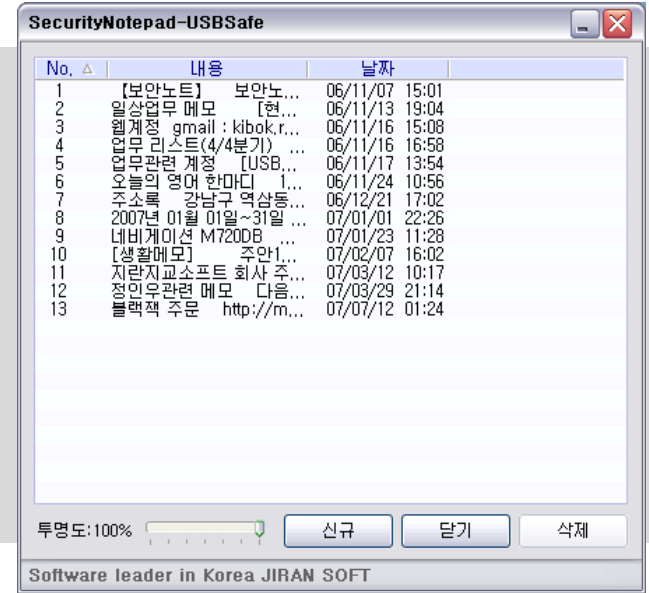 SecurityNotepad-USBSafe
No. 내용 날짜
1 【보안노트】 보안노... 06/11/07 15:01
2 일상업무 메모 [현... 06/11/13 19:04
3 웹계정 gmail : kibok.r... 06/11/16 15:08
4 업무 리스트(4/4분기) ... 06/11/16 16:58
5 업무관련 계정 [USB... 06/11/17 13:54
6 오늘의 영어 한마디 1... 06/11/24 10:56
7 주소록 강남구 역삼동... 06/12/21 17:02
8 2007년 01월 01일~31일 ... 07/01/01 22:26
9 네비게이션 M720DB ... 07/01/23 11:28
10 [생활메모] 주안1... 07/02/07 16:02
11 지란지교소프트 회사 주... 07/03/12 10:17
12 정인우관련 메모 다음... 07/03/29 21:14
13 블랙잭 주문 http://m... 07/07/12 01:24
투명도:100% 신규 닫기 삭제
Software leader in Korea JIRAN SOFT